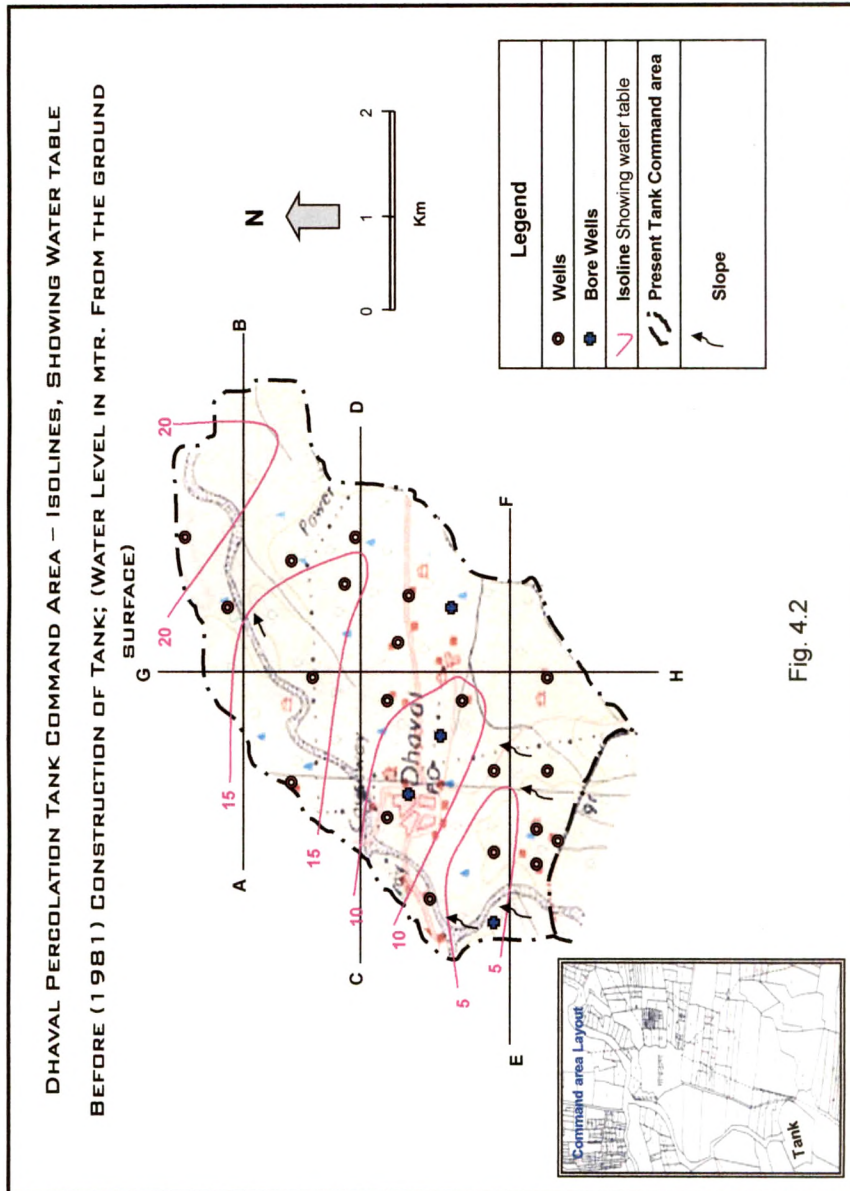 DHAVAL PERCOLATION TANK COMMAND AREA – ISOLINES, SHOWING WATER TABLE
BEFORE (1981) CONSTRUCTION OF TANK; (WATER LEVEL IN MTR. FROM THE GROUND
SURFACE)
G
20
20
B
A
15
Power
15
D
C
10
Dhaval
P.O
10
5
5
F
E
H
N
0 1 2
Km
Legend
Wells
Bore Wells
Isoline Showing water table
Present Tank Command area
Slope
Command area Layout
Tank
Fig. 4.2